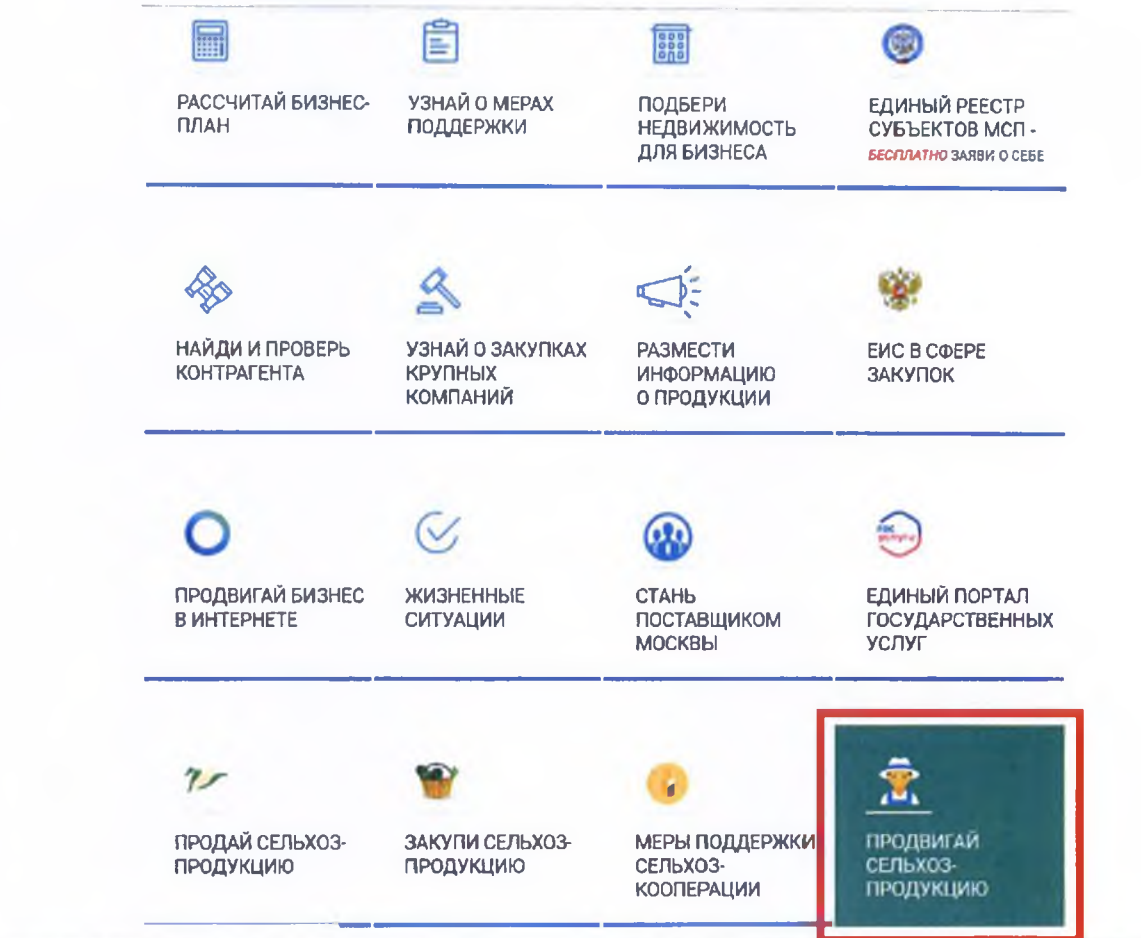 РАССЧИТАЙ БИЗНЕС-
ПЛАН
УЗНАЙ О МЕРАХ
ПОДДЕРЖКИ
ПОДБЕРИ
НЕДВИЖИМОСТЬ
ДЛЯ БИЗНЕСА
ЕДИНЫЙ РЕЕСТР
СУБЪЕКТОВ МСП -
БЕСПЛАТНО ЗАЯВИ О СЕБЕ
НАЙДИ И ПРОВЕРЬ
КОНТРАГЕНТА
УЗНАЙ О ЗАКУПКАХ
КРУПНЫХ
КОМПАНИЙ
РАЗМЕСТИ
ИНФОРМАЦИЮ
О ПРОДУКЦИИ
ЕИС В СФЕРЕ
ЗАКУПОК
ПРОДВИГАЙ БИЗНЕС
В ИНТЕРНЕТЕ
ЖИЗНЕННЫЕ
СИТУАЦИИ
СТАНЬ
ПОСТАВЩИКОМ
МОСКВЫ
гос
услуги
ЕДИНЫЙ ПОРТАЛ
ГОСУДАРСТВЕННЫХ
УСЛУГ
ПРОДАЙ СЕЛЬХОЗ-
ПРОДУКЦИЮ
ЗАКУПИ СЕЛЬХОЗ-
ПРОДУКЦИЮ
МЕРЫ ПОДДЕРЖКИ
СЕЛЬХОЗ-
КООПЕРАЦИИ
ПРОДВИГАЙ
СЕЛЬХОЗ-
ПРОДУКЦИЮ